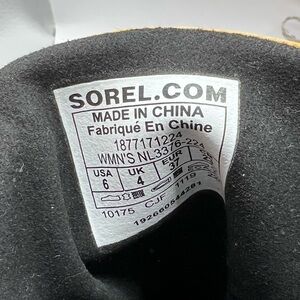 SOREL.COM
MADE IN CHINA
Fabriqué En Chine
1877171224
WMN'S NL3376-224
USA UK EUR
6 4 37
10175 CJF 1119
192660844261